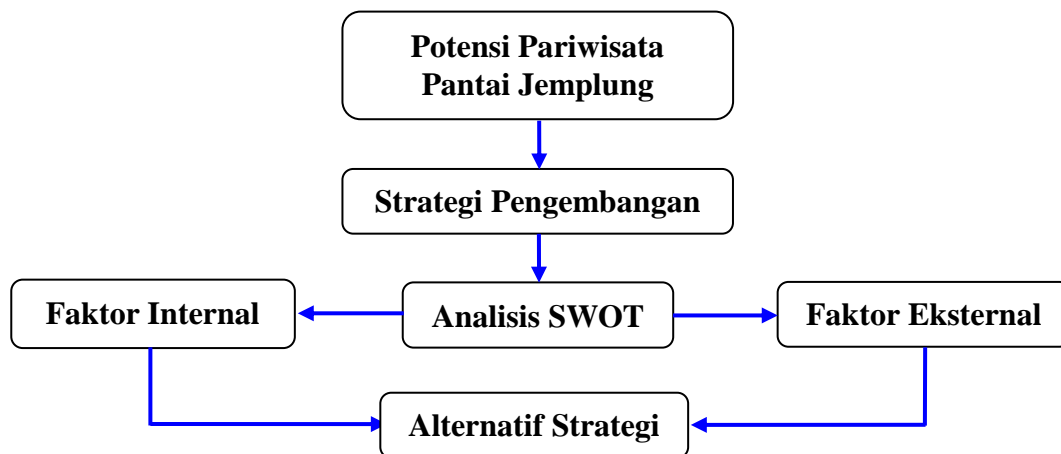 Potensi Pariwisata
Pantai Jemplung
Strategi Pengembangan
Faktor Internal
Analisis SWOT
Faktor Eksternal
Alternatif Strategi